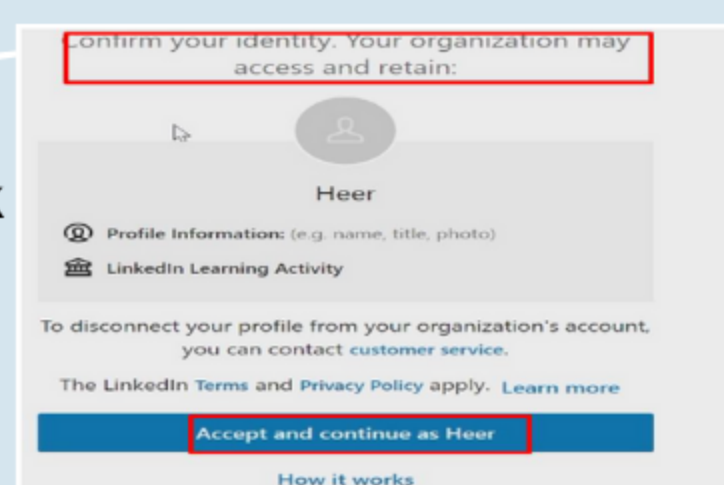 Confirm your identity. Your organization may
access and retain:
Heer
Profile Information: (e.g. name, title, photo)
LinkedIn Learning Activity
To disconnect your profile from your organization's account,
you can contact customer service.
The LinkedIn Terms and Privacy Policy apply. Learn more
Accept and continue as Heer
How it works